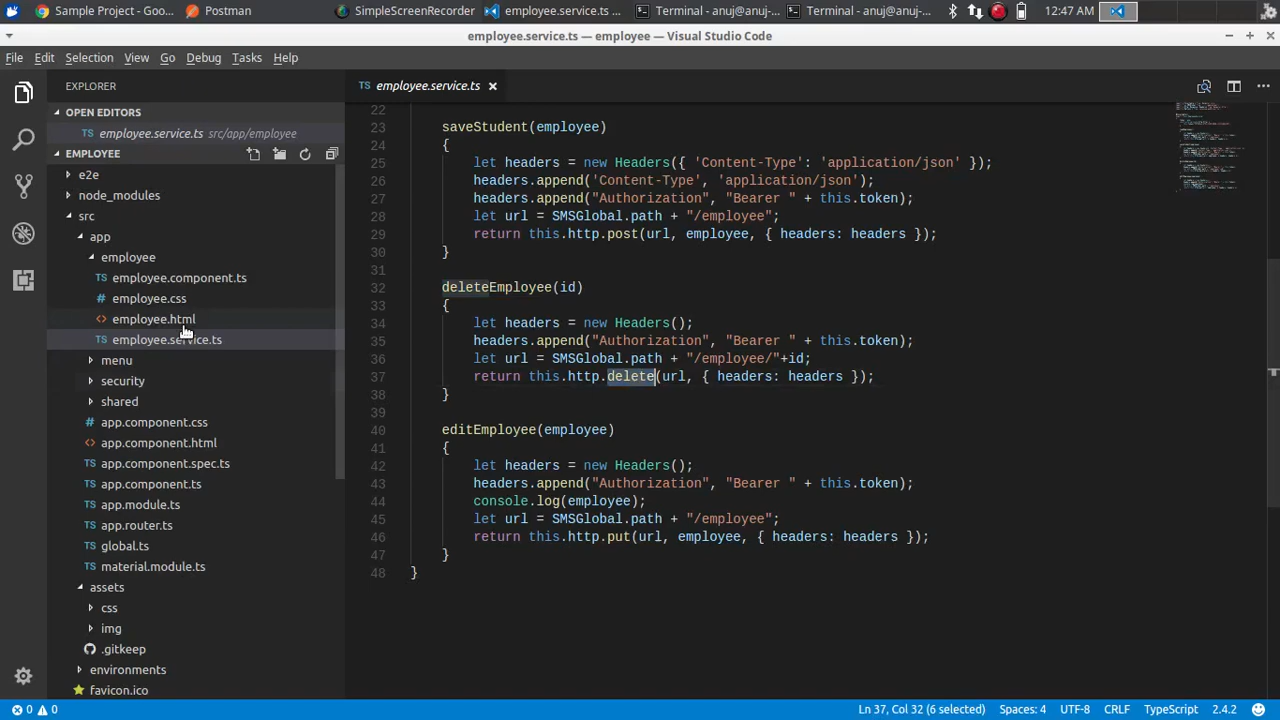 Sample Project - Goo... Postman SimpleScreenRecorder employee.service.ts ... Terminal - anuj@anuj-... Terminal - anuj@anuj-... 12:47 AM
employee.service.ts — employee — Visual Studio Code
File Edit Selection View Go Debug Tasks Help
EXPLORER
OPEN EDITORS
TS employee.service.ts src/app/employee
EMPLOYEE
e2e
node_modules
src
app
employee
TS employee.component.ts
# employee.css
<> employee.html
TS employee.service.ts
menu
security
shared
# app.component.css
<> app.component.html
TS app.component.spec.ts
TS app.component.ts
TS app.module.ts
TS app.router.ts
TS global.ts
TS material.module.ts
assets
css
img
.gitkeep
environments
favicon.ico
TS employee.service.ts
22
23 saveStudent(employee)
24 {
25 let headers = new Headers({ 'Content-Type': 'application/json' });
26 headers.append('Content-Type', 'application/json');
27 headers.append("Authorization", "Bearer " + this.token);
28 let url = SMSGlobal.path + "/employee";
29 return this.http.post(url, employee, { headers: headers });
30 }
31
32 deleteEmployee(id)
33 {
34 let headers = new Headers();
35 headers.append("Authorization", "Bearer " + this.token);
36 let url = SMSGlobal.path + "/employee/"+id;
37 return this.http.delete(url, { headers: headers });
38 }
39
40 editEmployee(employee)
41 {
42 let headers = new Headers();
43 headers.append("Authorization", "Bearer " + this.token);
44 console.log(employee);
45 let url = SMSGlobal.path + "/employee";
46 return this.http.put(url, employee, { headers: headers });
47 }
48 }
0 0 Ln 37, Col 32 (6 selected) Spaces: 4 UTF-8 CRLF TypeScript 2.4.2